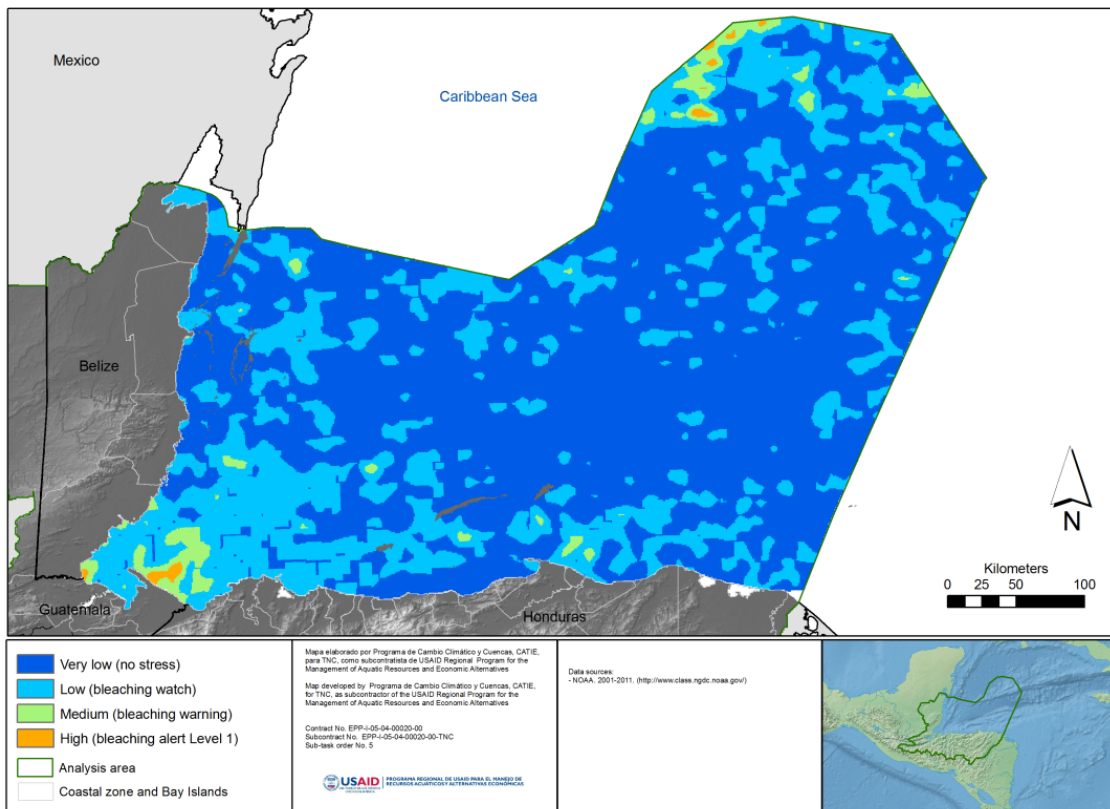 Mexico
Caribbean Sea
Belize
Guatemala
Honduras
N
Kilometers
0 25 50 100
Very low (no stress)
Low (bleaching watch)
Medium (bleaching warning)
High (bleaching alert Level 1)
Analysis area
Coastal zone and Bay Islands
Mapa elaborado por Programa de Cambio Climático y Cuencas, CATIE,
para TNC, como subcontratista de USAID Regional Program for the
Management of Aquatic Resources and Economic Alternatives
Map developed by Programa de Cambio Climático y Cuencas, CATIE,
for TNC, as subcontractor of the USAID Regional Program for the
Management of Aquatic Resources and Economic Alternatives
Contract No. EPP-I-05-04-00020-00
Subcontract No. EPP-I-05-04-00020-00-TNC
Sub-task order No. 5
USAID
PROGRAMA REGIONAL DE USAID PARA EL MANEJO DE
RECURSOS ACUÁTICOS Y ALTERNATIVAS ECONÓMICAS
Data sources:
- NOAA. 2001-2011. (http://www.class.ngdc.noaa.gov/)